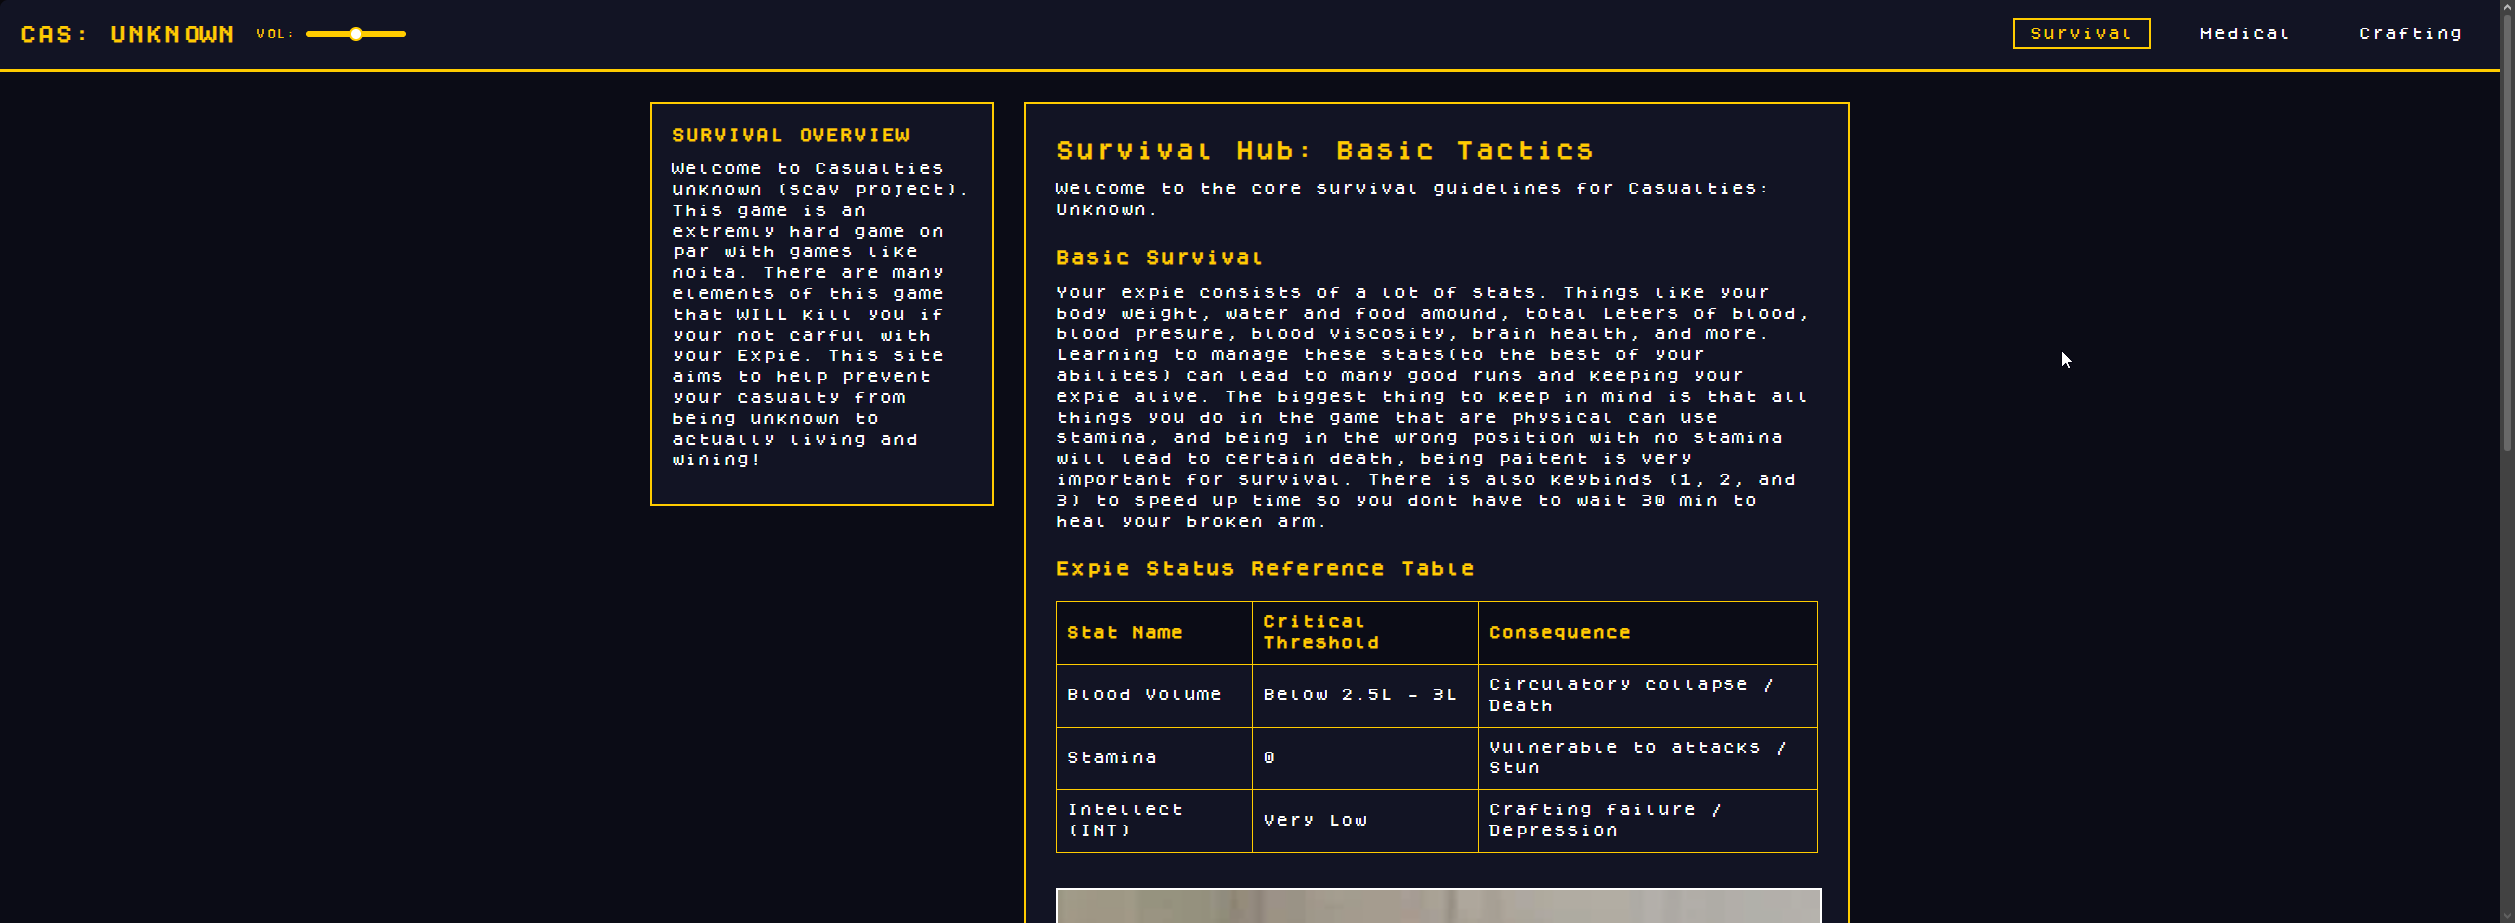 CAS: UNKNOWN VOL:
Survival Medical Crafting
SURVIVAL OVERVIEW
Welcome to Casualties
unknown (scav project).
This game is an
extremly hard game on
par with games like
noita. There are many
elements of this game
that WILL kill you if
your not carful with
your Expie. This site
aims to help prevent
your casualty from
being unknown to
actually living and
wining!
Survival Hub: Basic Tactics
Welcome to the core survival guidelines for Casualties:
Unknown.
Basic Survival
Your expie consists of a lot of stats. Things like your
body weight, water and food amound, total Leters of blood,
blood presure, blood viscosity, brain health, and more.
Learning to manage these stats(to the best of your
abilites) can lead to many good runs and keeping your
expie alive. The biggest thing to keep in mind is that all
things you do in the game that are physical can use
stamina, and being in the wrong position with no stamina
will lead to certain death, being paitent is very
important for survival. There is also keybinds (1, 2, and
3) to speed up time so you dont have to wait 30 min to
heal your broken arm.
Expie Status Reference Table
Stat Name
Critical
Threshold
Consequence
Blood Volume
Below 2.5L - 3L
Circulatory collapse /
Death
Stamina
0
Vulnerable to attacks /
Stun
Intellect
(INT)
Very Low
Crafting failure /
Depression